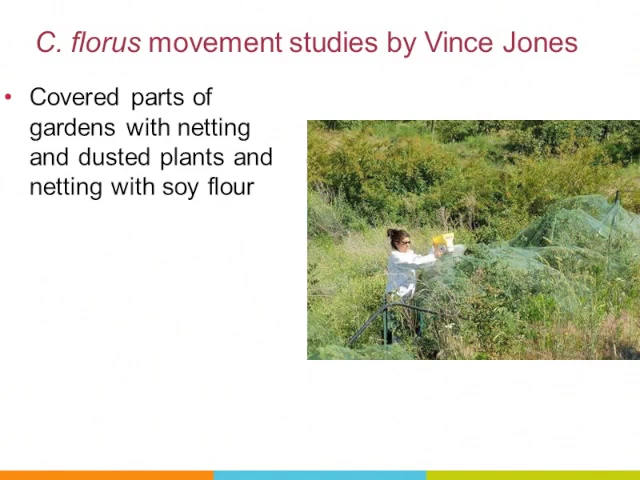 C. florus movement studies by Vince Jones
• Covered parts of
gardens with netting
and dusted plants and
netting with soy flour